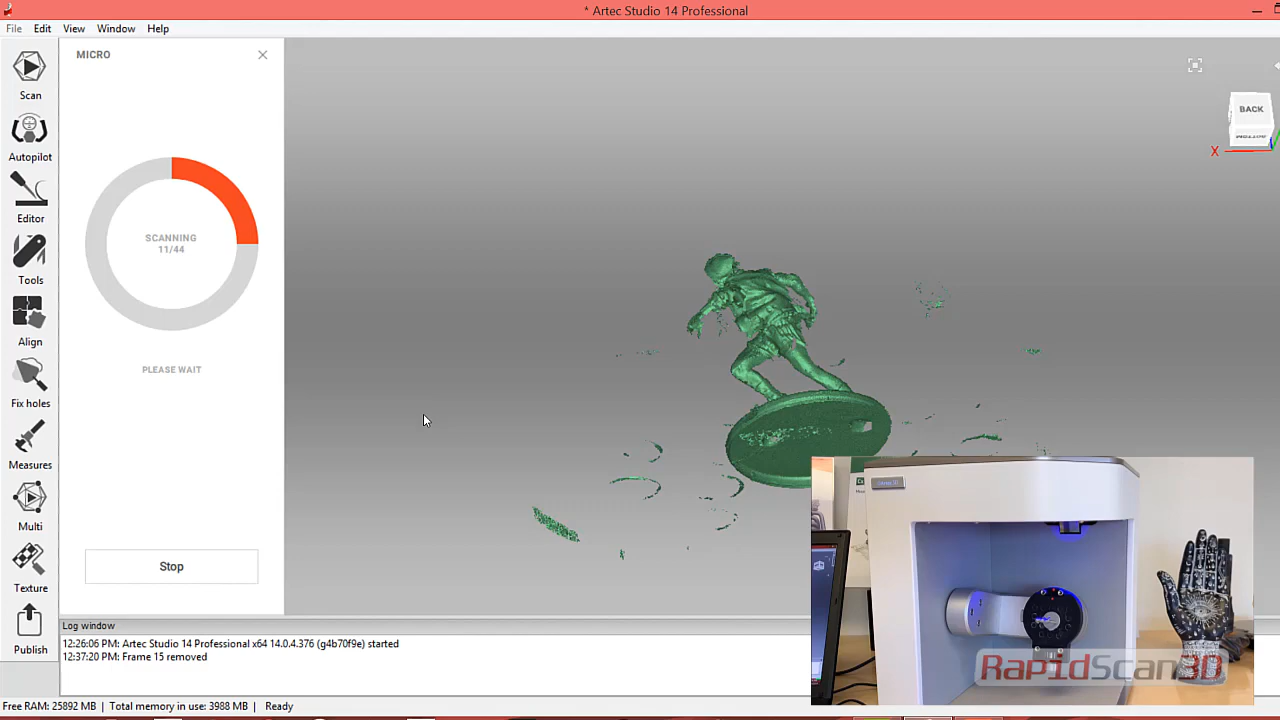 * Artec Studio 14 Professional
File Edit View Window Help
MICRO
Scan
Autopilot
Editor
Tools
Align
Fix holes
Measures
Multi
Texture
Publish
SCANNING
11/44
PLEASE WAIT
Stop
BACK
X
Log window
12:26:06 PM: Artec Studio 14 Professional x64 14.0.4.376 (g4b70f9e) started
12:37:20 PM: Frame 15 removed
RapidScan3D
Free RAM: 25892 MB | Total memory in use: 3988 MB | Ready